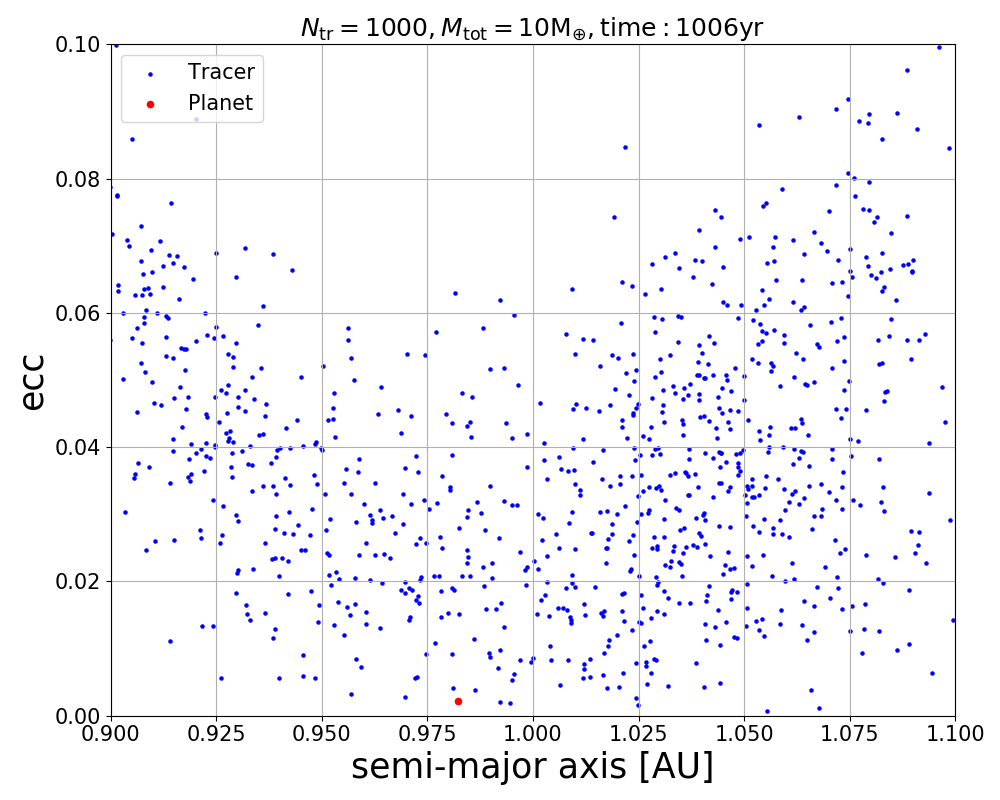 N_tr = 1000, M_tot = 10M_⊕, time : 1006yr
Tracer
Planet
ecc
0.10
0.08
0.06
0.04
0.02
0.00
0.900 0.925 0.950 0.975 1.000 1.025 1.050 1.075 1.100
semi-major axis [AU]